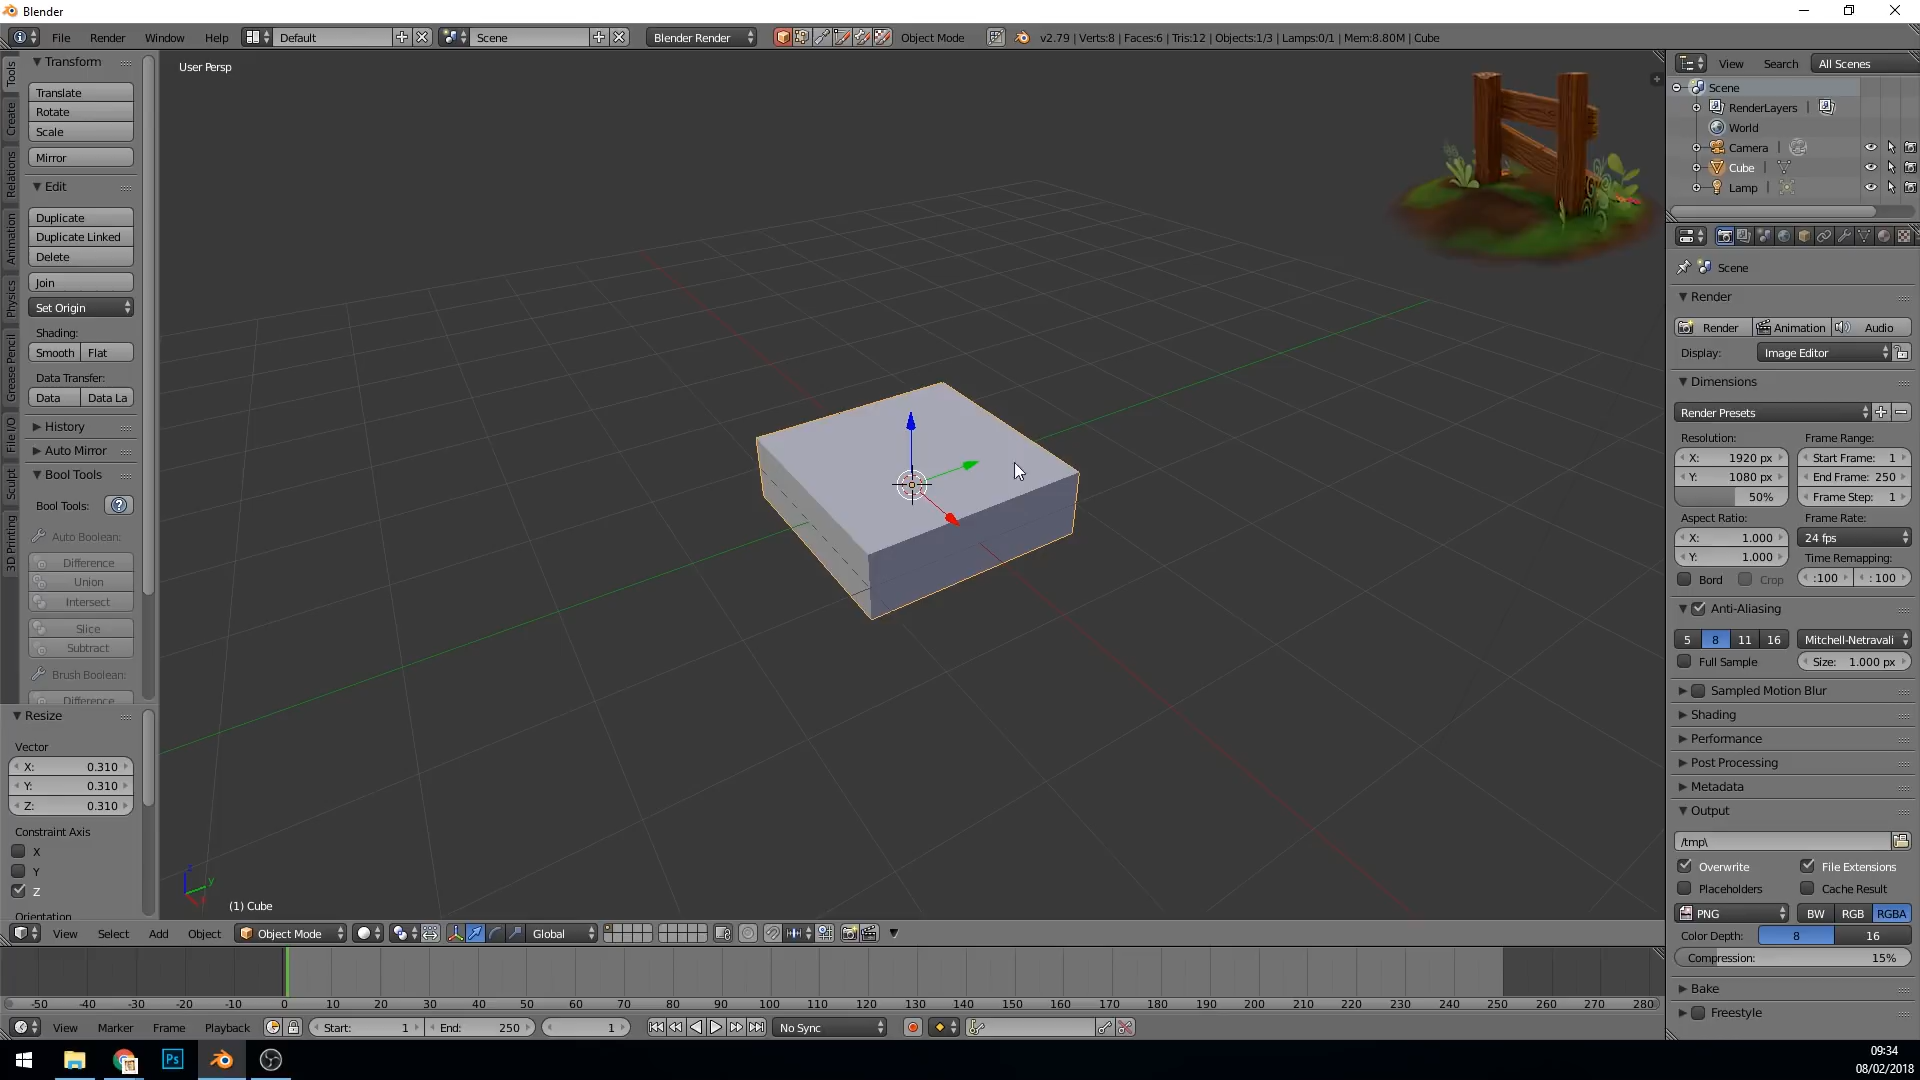 Blender
File Render Window Help Default Scene Blender Render Object Mode v2.79 | Verts:8 | Faces:6 | Tris:12 | Objects:1/3 | Lamps:0/1 | Mem:8.80M | Cube
Tools
Create
Relations
Animation
Physics
Grease Pencil
File I/O
Sculpt
3D Printing
Transform
Translate
Rotate
Scale
Mirror
Edit
Duplicate
Duplicate Linked
Delete
Join
Set Origin
Shading:
Smooth Flat
Data Transfer:
Data Data La
History
Auto Mirror
Bool Tools
Bool Tools:
Auto Boolean:
Difference
Union
Intersect
Slice
Subtract
Brush Boolean:
Difference
Resize
Vector
X: 0.310
Y: 0.310
Z: 0.310
Constraint Axis
X
Y
Z
Orientation
User Persp
z
y
(1) Cube
View Select Add Object Object Mode Global
-50 -40 -30 -20 -10 0 10 20 30 40 50 60 70 80 90 100 110 120 130 140 150 160 170 180 190 200 210 220 230 240 250 260 270 280
View Marker Frame Playback Start: 1 End: 250 1 No Sync
View Search All Scenes
Scene
RenderLayers |
World
Camera |
Cube |
Lamp |
Scene
Render
Render Animation Audio
Display: Image Editor
Dimensions
Render Presets
Resolution: Frame Range:
X: 1920 px Start Frame: 1
Y: 1080 px End Frame: 250
50% Frame Step: 1
Aspect Ratio: Frame Rate:
X: 1.000 24 fps
Y: 1.000 Time Remapping:
Bord Crop :100 : 100
Anti-Aliasing
5 8 11 16 Mitchell-Netravali
Full Sample Size: 1.000 px
Sampled Motion Blur
Shading
Performance
Post Processing
Metadata
Output
/tmp\
Overwrite File Extensions
Placeholders Cache Result
PNG BW RGB RGBA
Color Depth: 8 16
Compression: 15%
Bake
Freestyle
Ps
09:34
08/02/2018